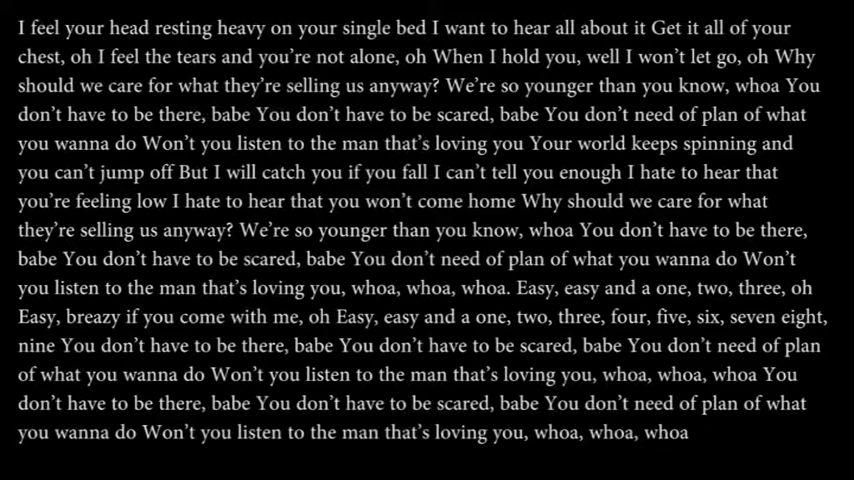 I feel your head resting heavy on your single bed I want to hear all about it Get it all of your
chest, oh I feel the tears and you’re not alone, oh When I hold you, well I won’t let go, oh Why
should we care for what they’re selling us anyway? We’re so younger than you know, whoa You
don’t have to be there, babe You don’t have to be scared, babe You don’t need of plan of what
you wanna do Won’t you listen to the man that’s loving you Your world keeps spinning and
you can’t jump off But I will catch you if you fall I can’t tell you enough I hate to hear that
you’re feeling low I hate to hear that you won’t come home Why should we care for what
they’re selling us anyway? We’re so younger than you know, whoa You don’t have to be there,
babe You don’t have to be scared, babe You don’t need of plan of what you wanna do Won’t
you listen to the man that’s loving you, whoa, whoa, whoa. Easy, easy and a one, two, three, oh
Easy, breazy if you come with me, oh Easy, easy and a one, two, three, four, five, six, seven eight,
nine You don’t have to be there, babe You don’t have to be scared, babe You don’t need of plan
of what you wanna do Won’t you listen to the man that’s loving you, whoa, whoa, whoa You
don’t have to be there, babe You don’t have to be scared, babe You don’t need of plan of what
you wanna do Won’t you listen to the man that’s loving you, whoa, whoa, whoa